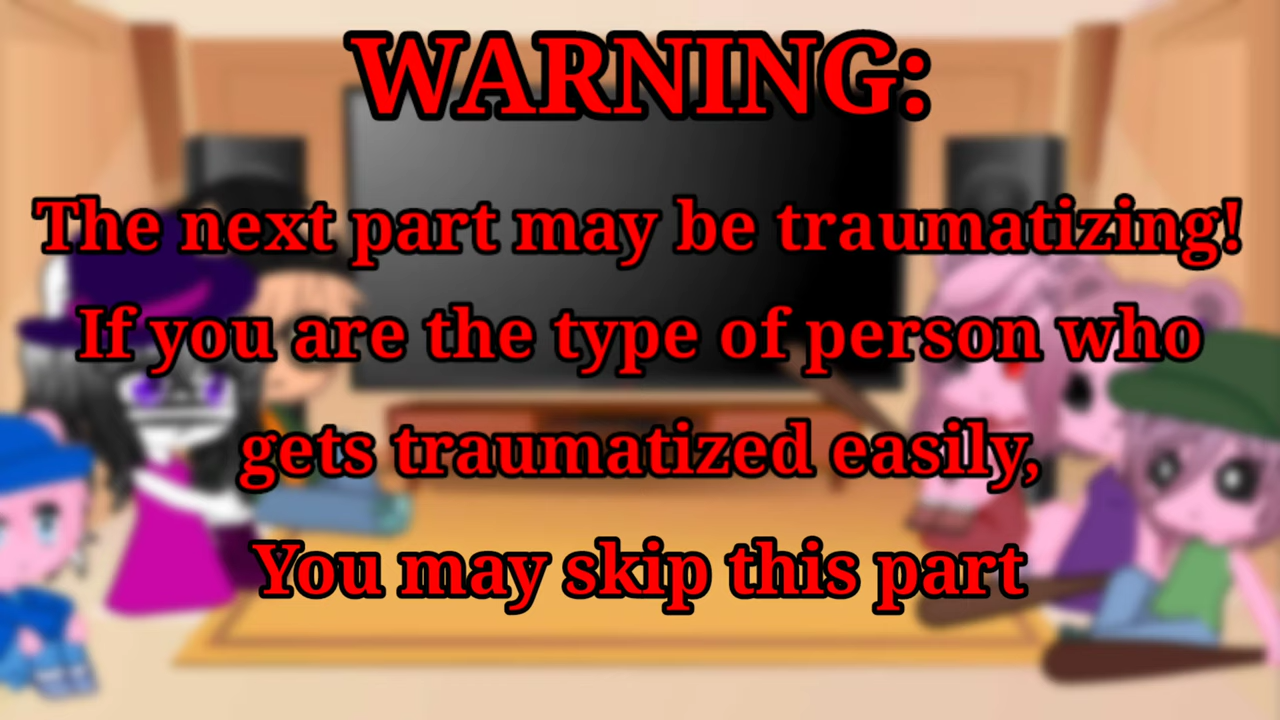 WARNING:
The next part may be traumatizing!
If you are the type of person who
gets traumatized easily,
You may skip this part